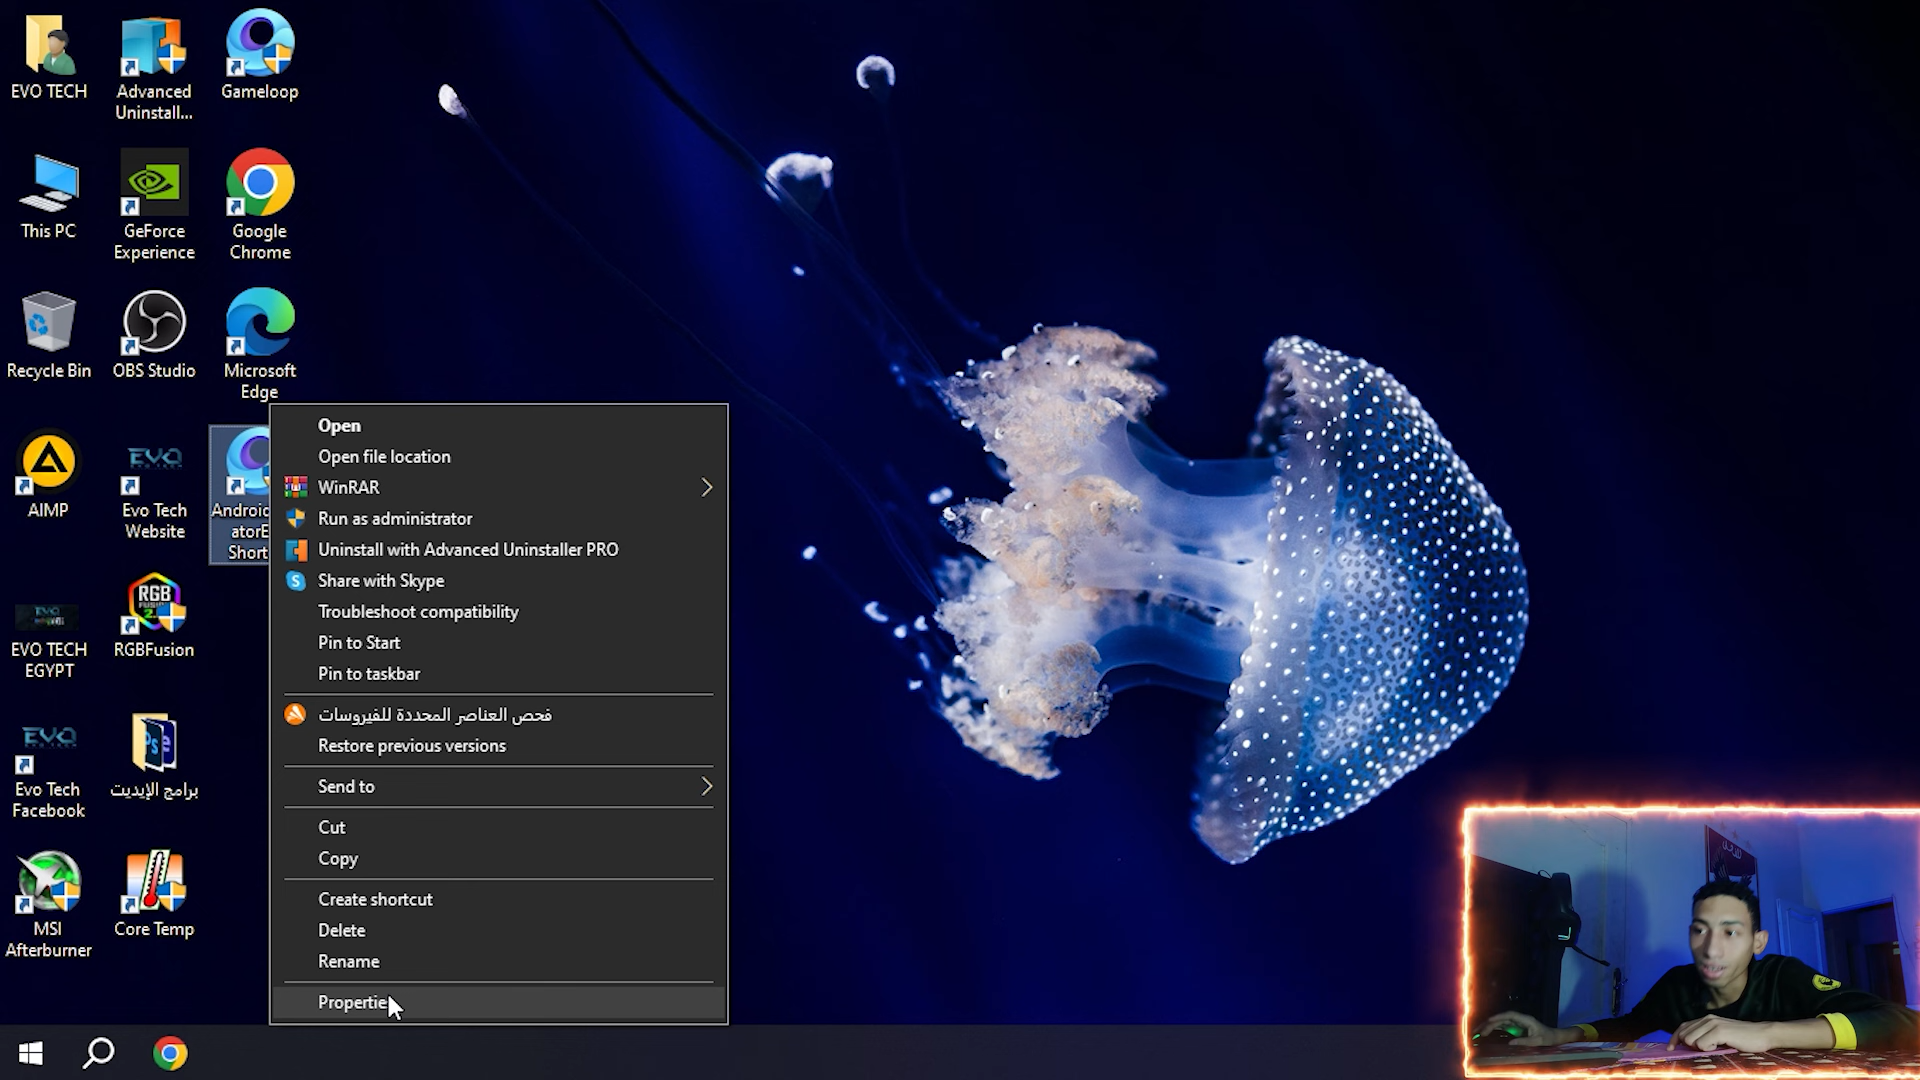 EVO TECH
Advanced
Uninstall...
Gameloop
This PC
GeForce
Experience
Google
Chrome
Recycle Bin
OBS Studio
Microsoft
Edge
AIMP
EVO
Evo Tech
Website
Android
atorE
Short
EVO TECH
EGYPT
RGB
RGBFusion
EVO
Evo Tech
Facebook
برامج الإيديت
MSI
Afterburner
Core Temp
Open
Open file location
WinRAR
Run as administrator
Uninstall with Advanced Uninstaller PRO
Share with Skype
Troubleshoot compatibility
Pin to Start
Pin to taskbar
فحص العناصر المحددة للفيروسات
Restore previous versions
Send to
Cut
Copy
Create shortcut
Delete
Rename
Propertie